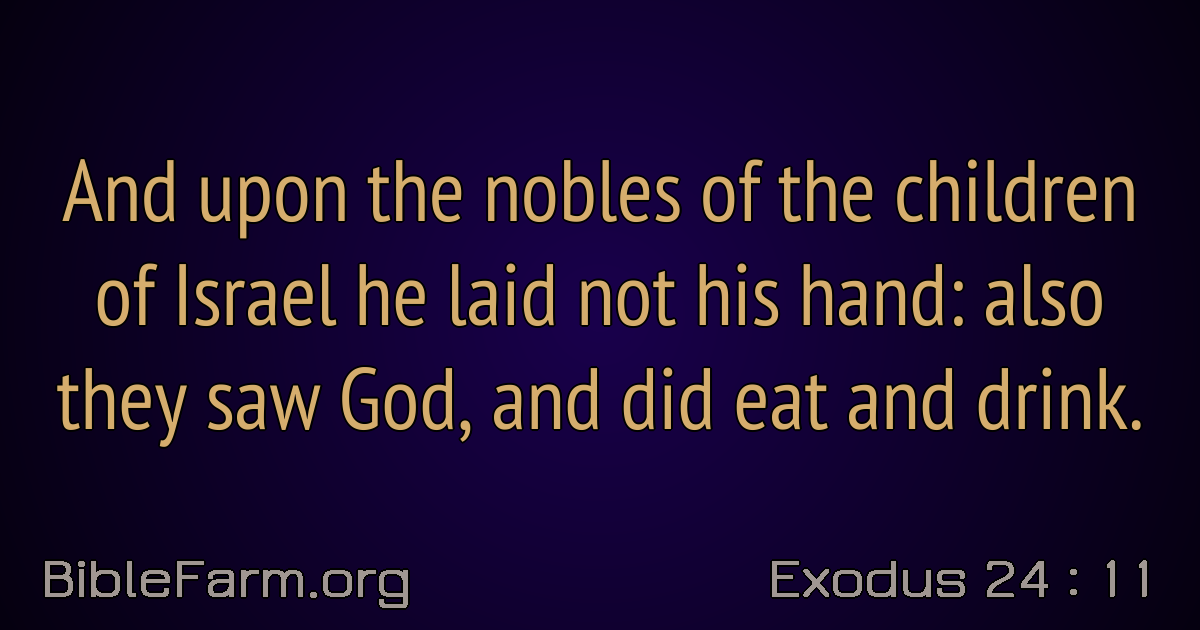 And upon the nobles of the children
of Israel he laid not his hand: also
they saw God, and did eat and drink.
BibleFarm.org
Exodus 24 : 11